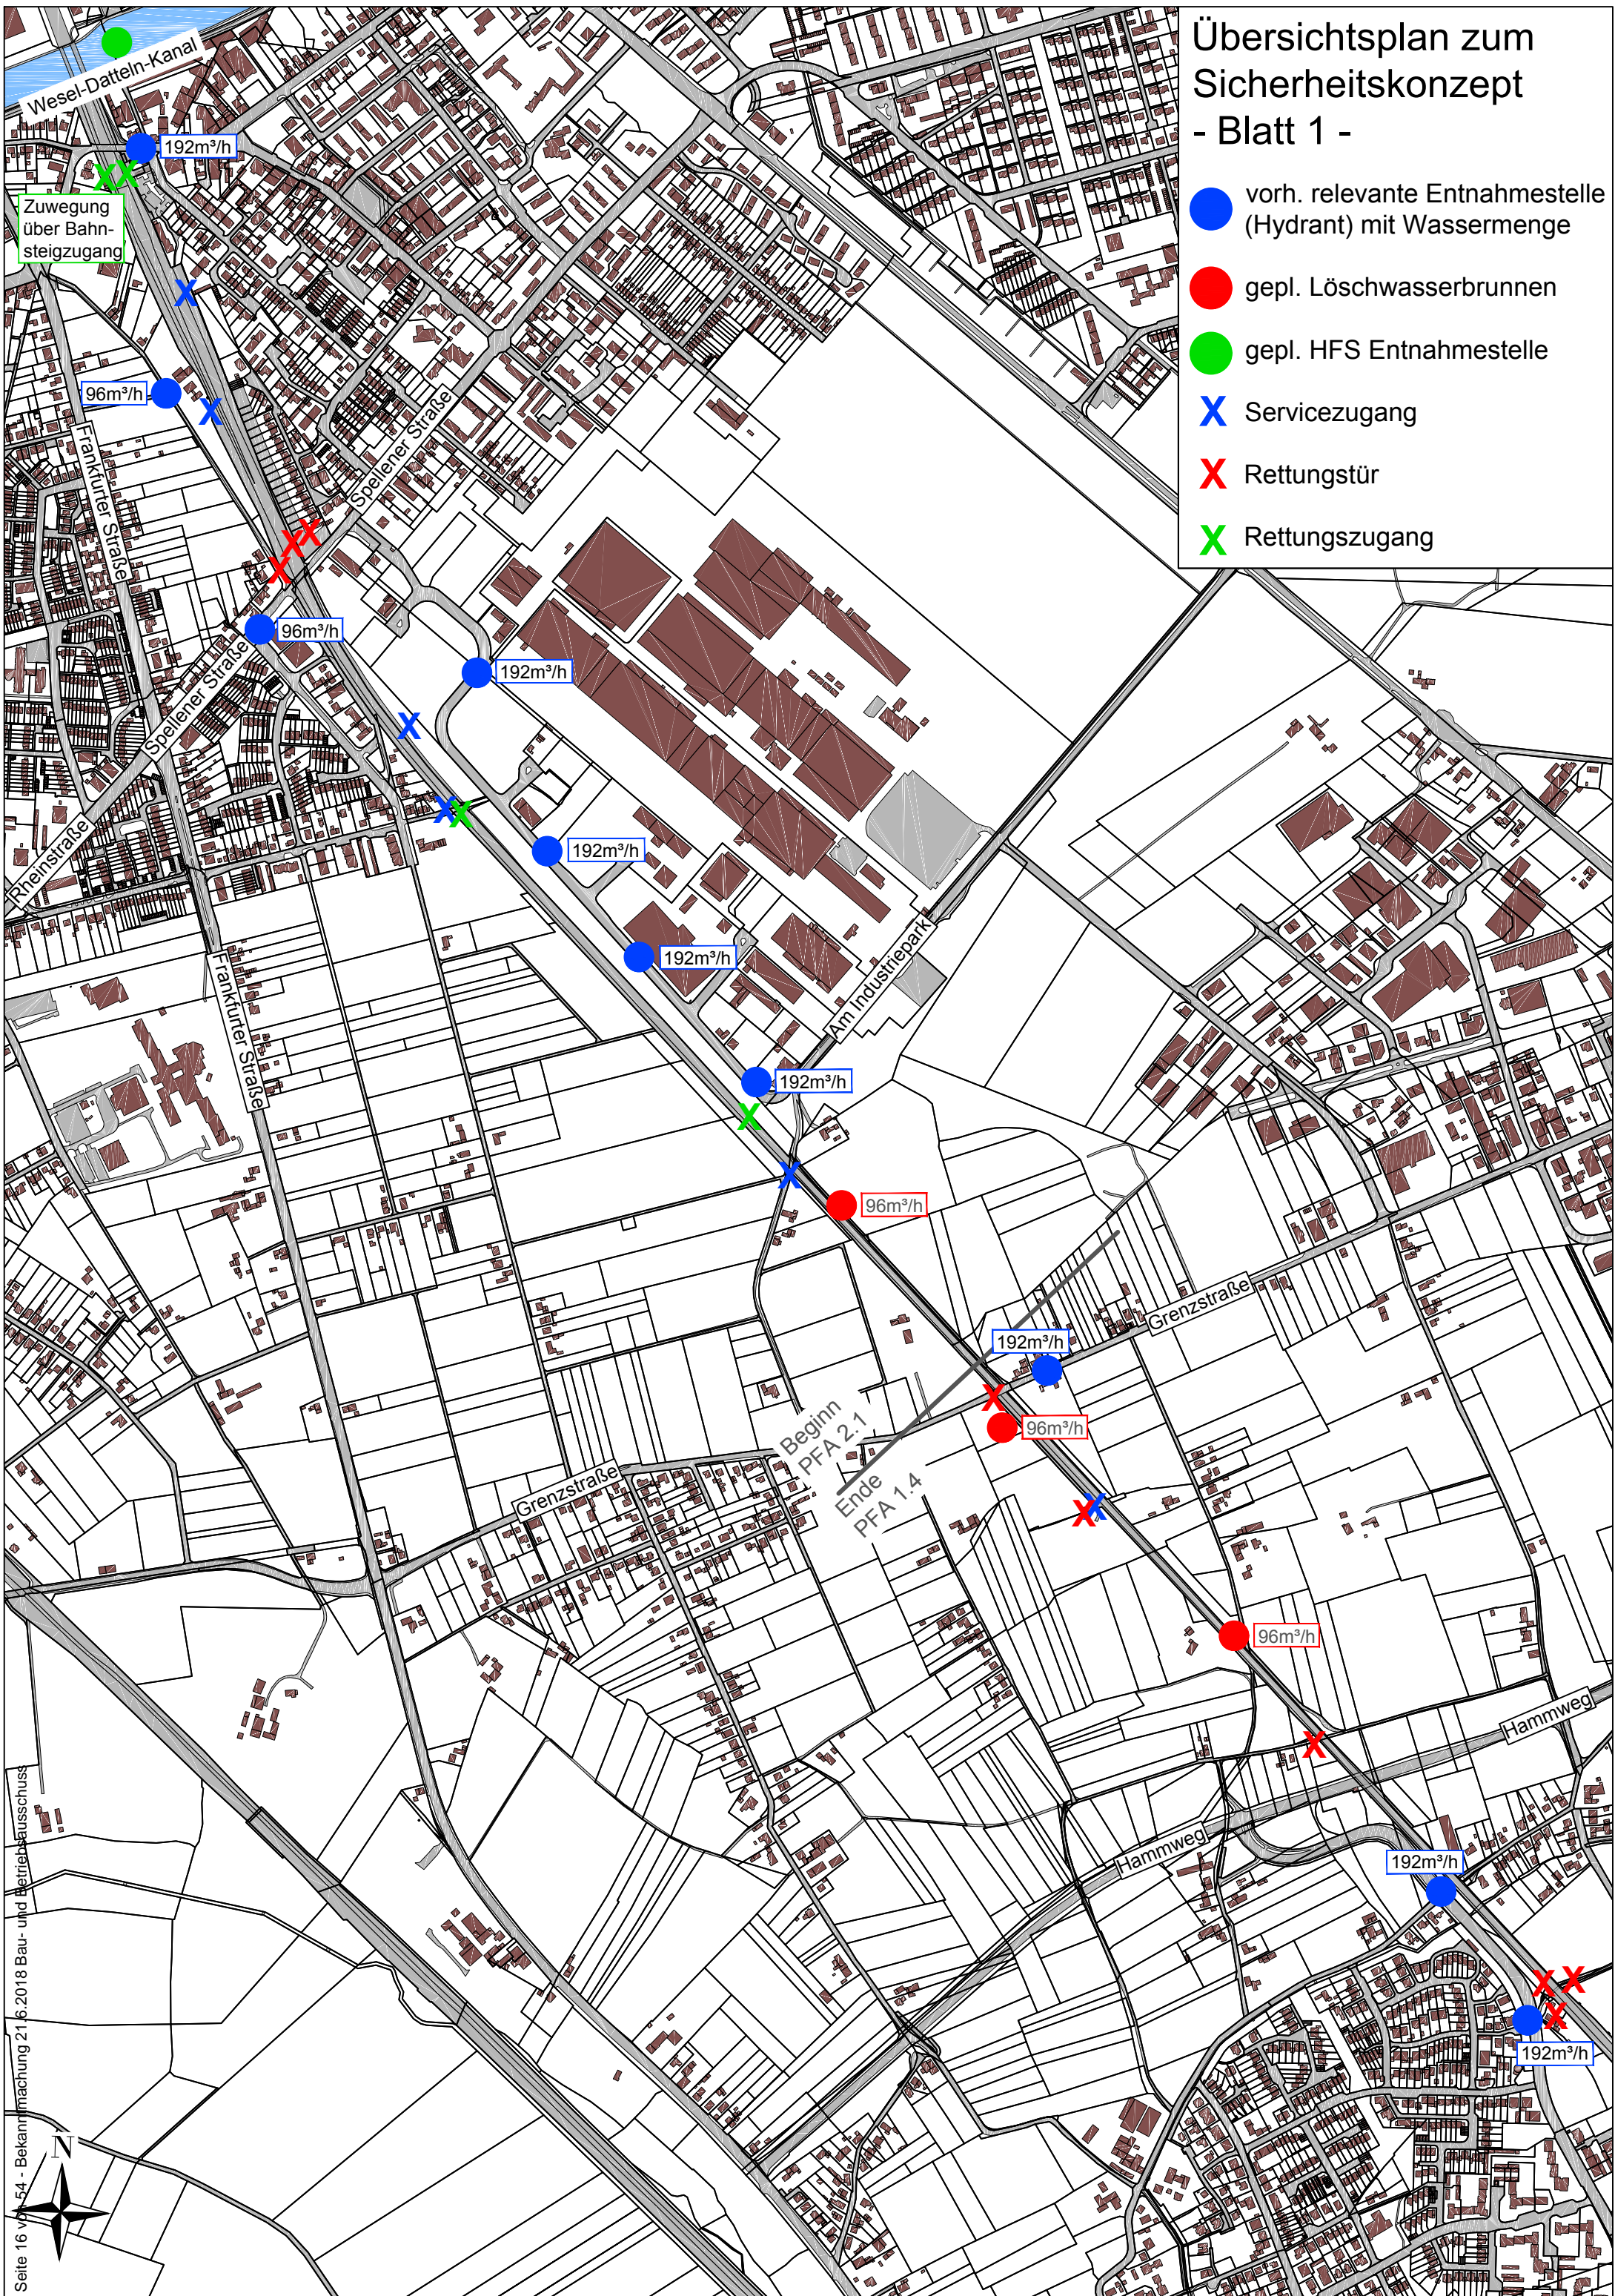 Übersichtsplan zum
Sicherheitskonzept
- Blatt 1 -
vorh. relevante Entnahmestelle
(Hydrant) mit Wassermenge
gepl. Löschwasserbrunnen
gepl. HFS Entnahmestelle
X Servicezugang
X Rettungstür
X Rettungszugang
Wesel-Datteln-Kanal
192m³/h
X X
Zuwegung
über Bahn-
steigzugang
X
96m³/h
X
Frankfurter Straße
Spellener Straße
X X
X
96m³/h
Spellener Straße
192m³/h
X
X X
Rheinstraße
192m³/h
192m³/h
Am Industriepark
Frankfurter Straße
192m³/h
X
X
96m³/h
Grenzstraße
192m³/h
X
96m³/h
Beginn
PFA 2.1
Ende
PFA 1.4
Grenzstraße
X X
96m³/h
Hammweg
X
Hammweg
192m³/h
X X
X
192m³/h
N
Seite 16 von 54 - Bekanntmachung 21.6.2018 Bau- und Betriebsausschuss